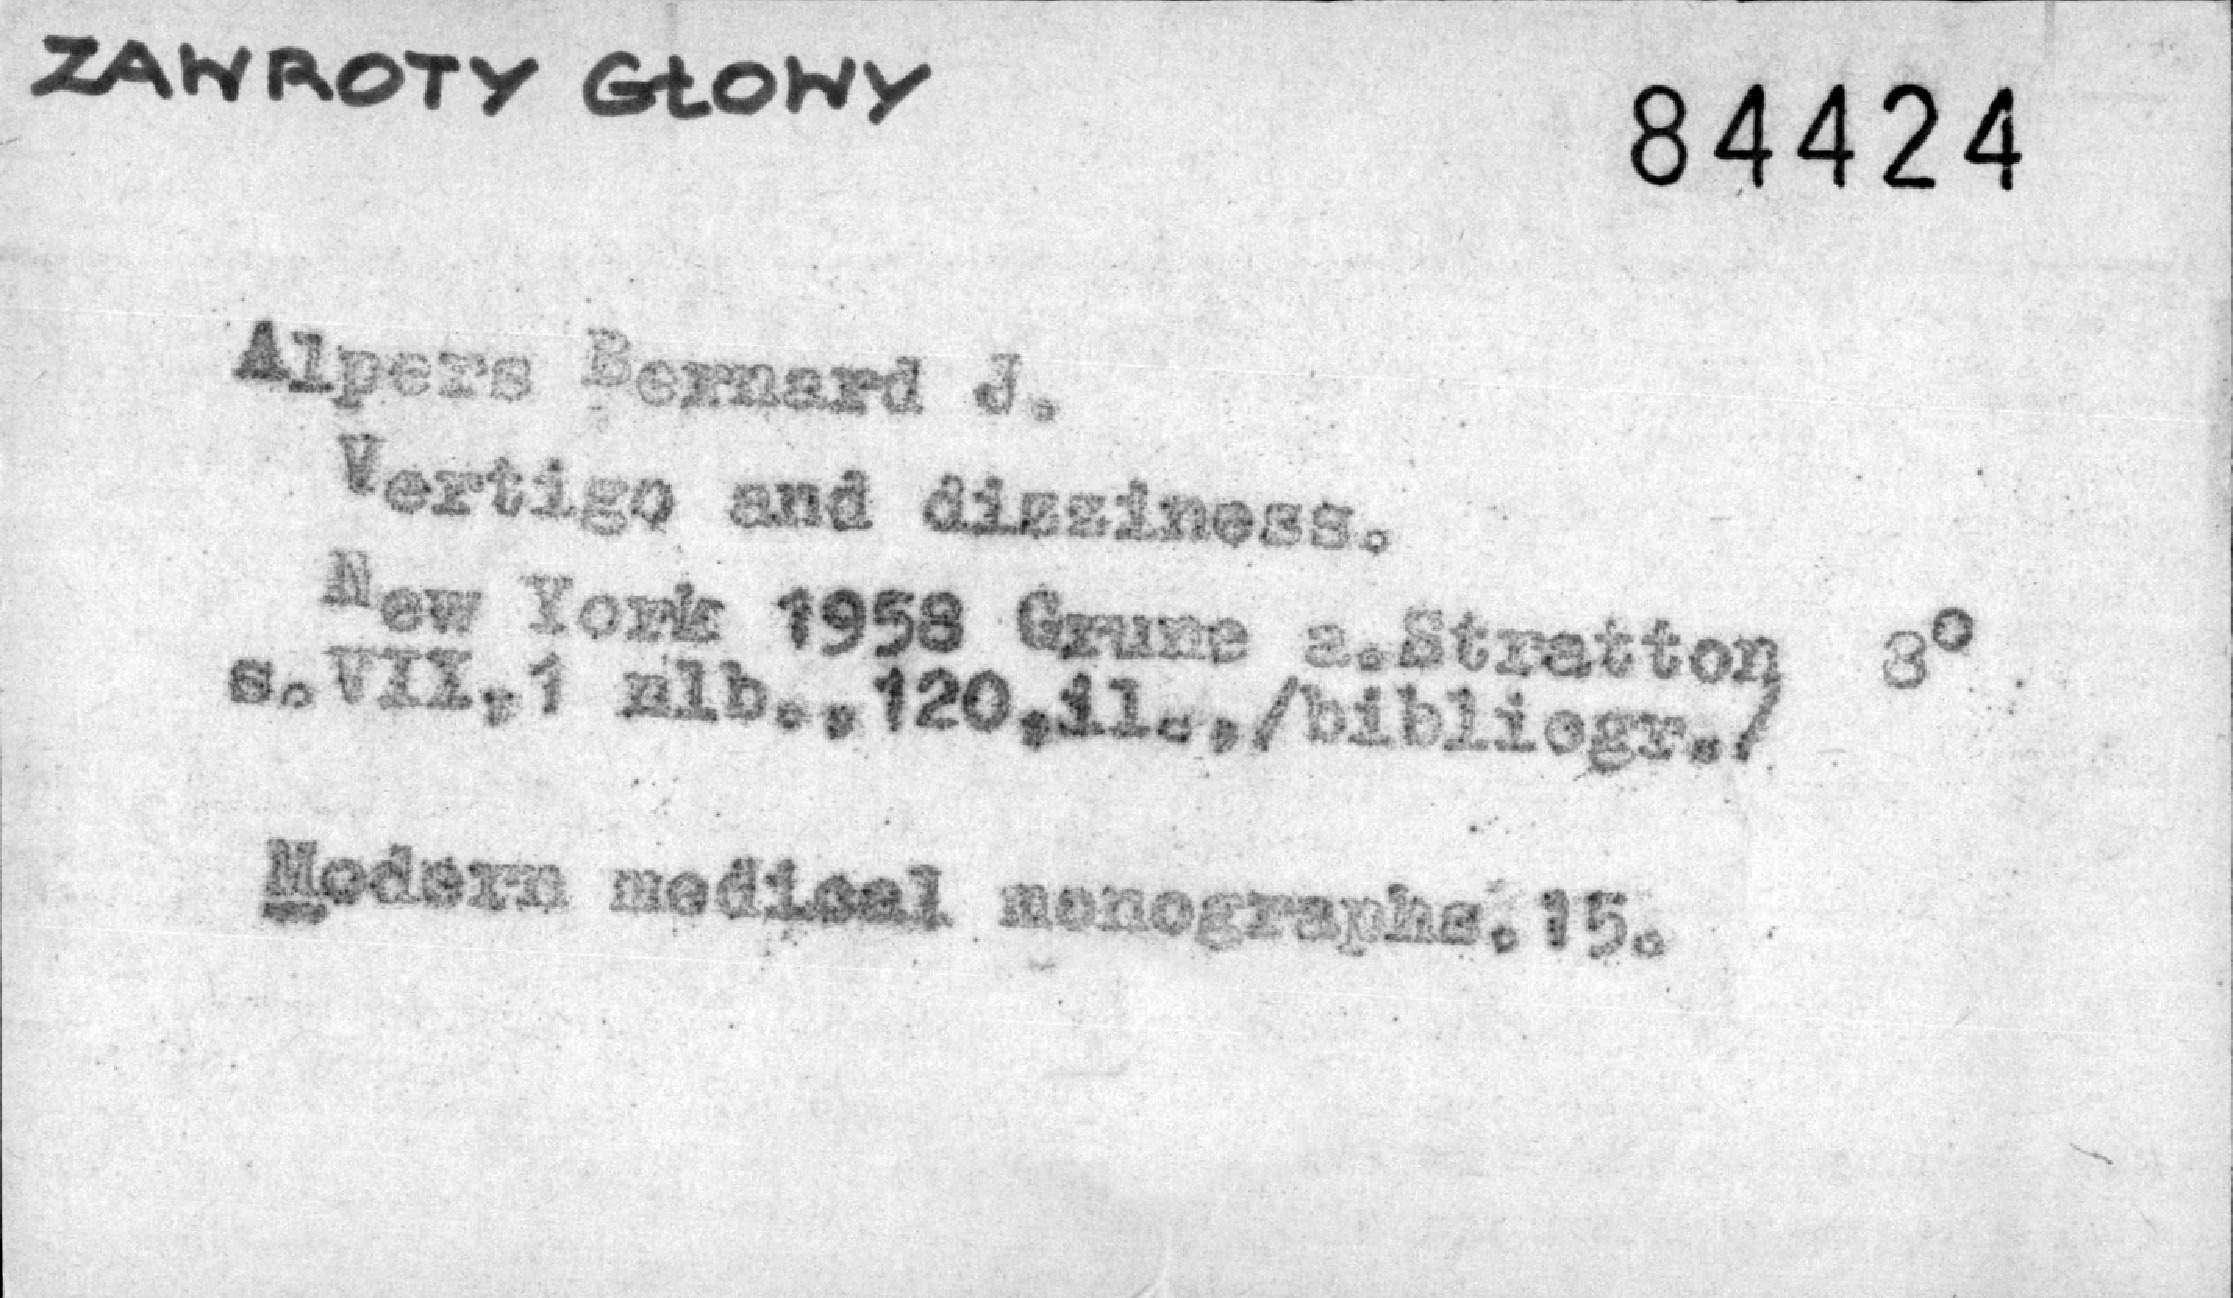 ZAWROTY GŁOWY
84424
Alpers Bernard J.
Vertigo and dizziness.
New York 1958 Grune a.Stratton 8°
s.VII,1 nlb.,120,il.,/bibliogr./
Modern medical monographs.15.